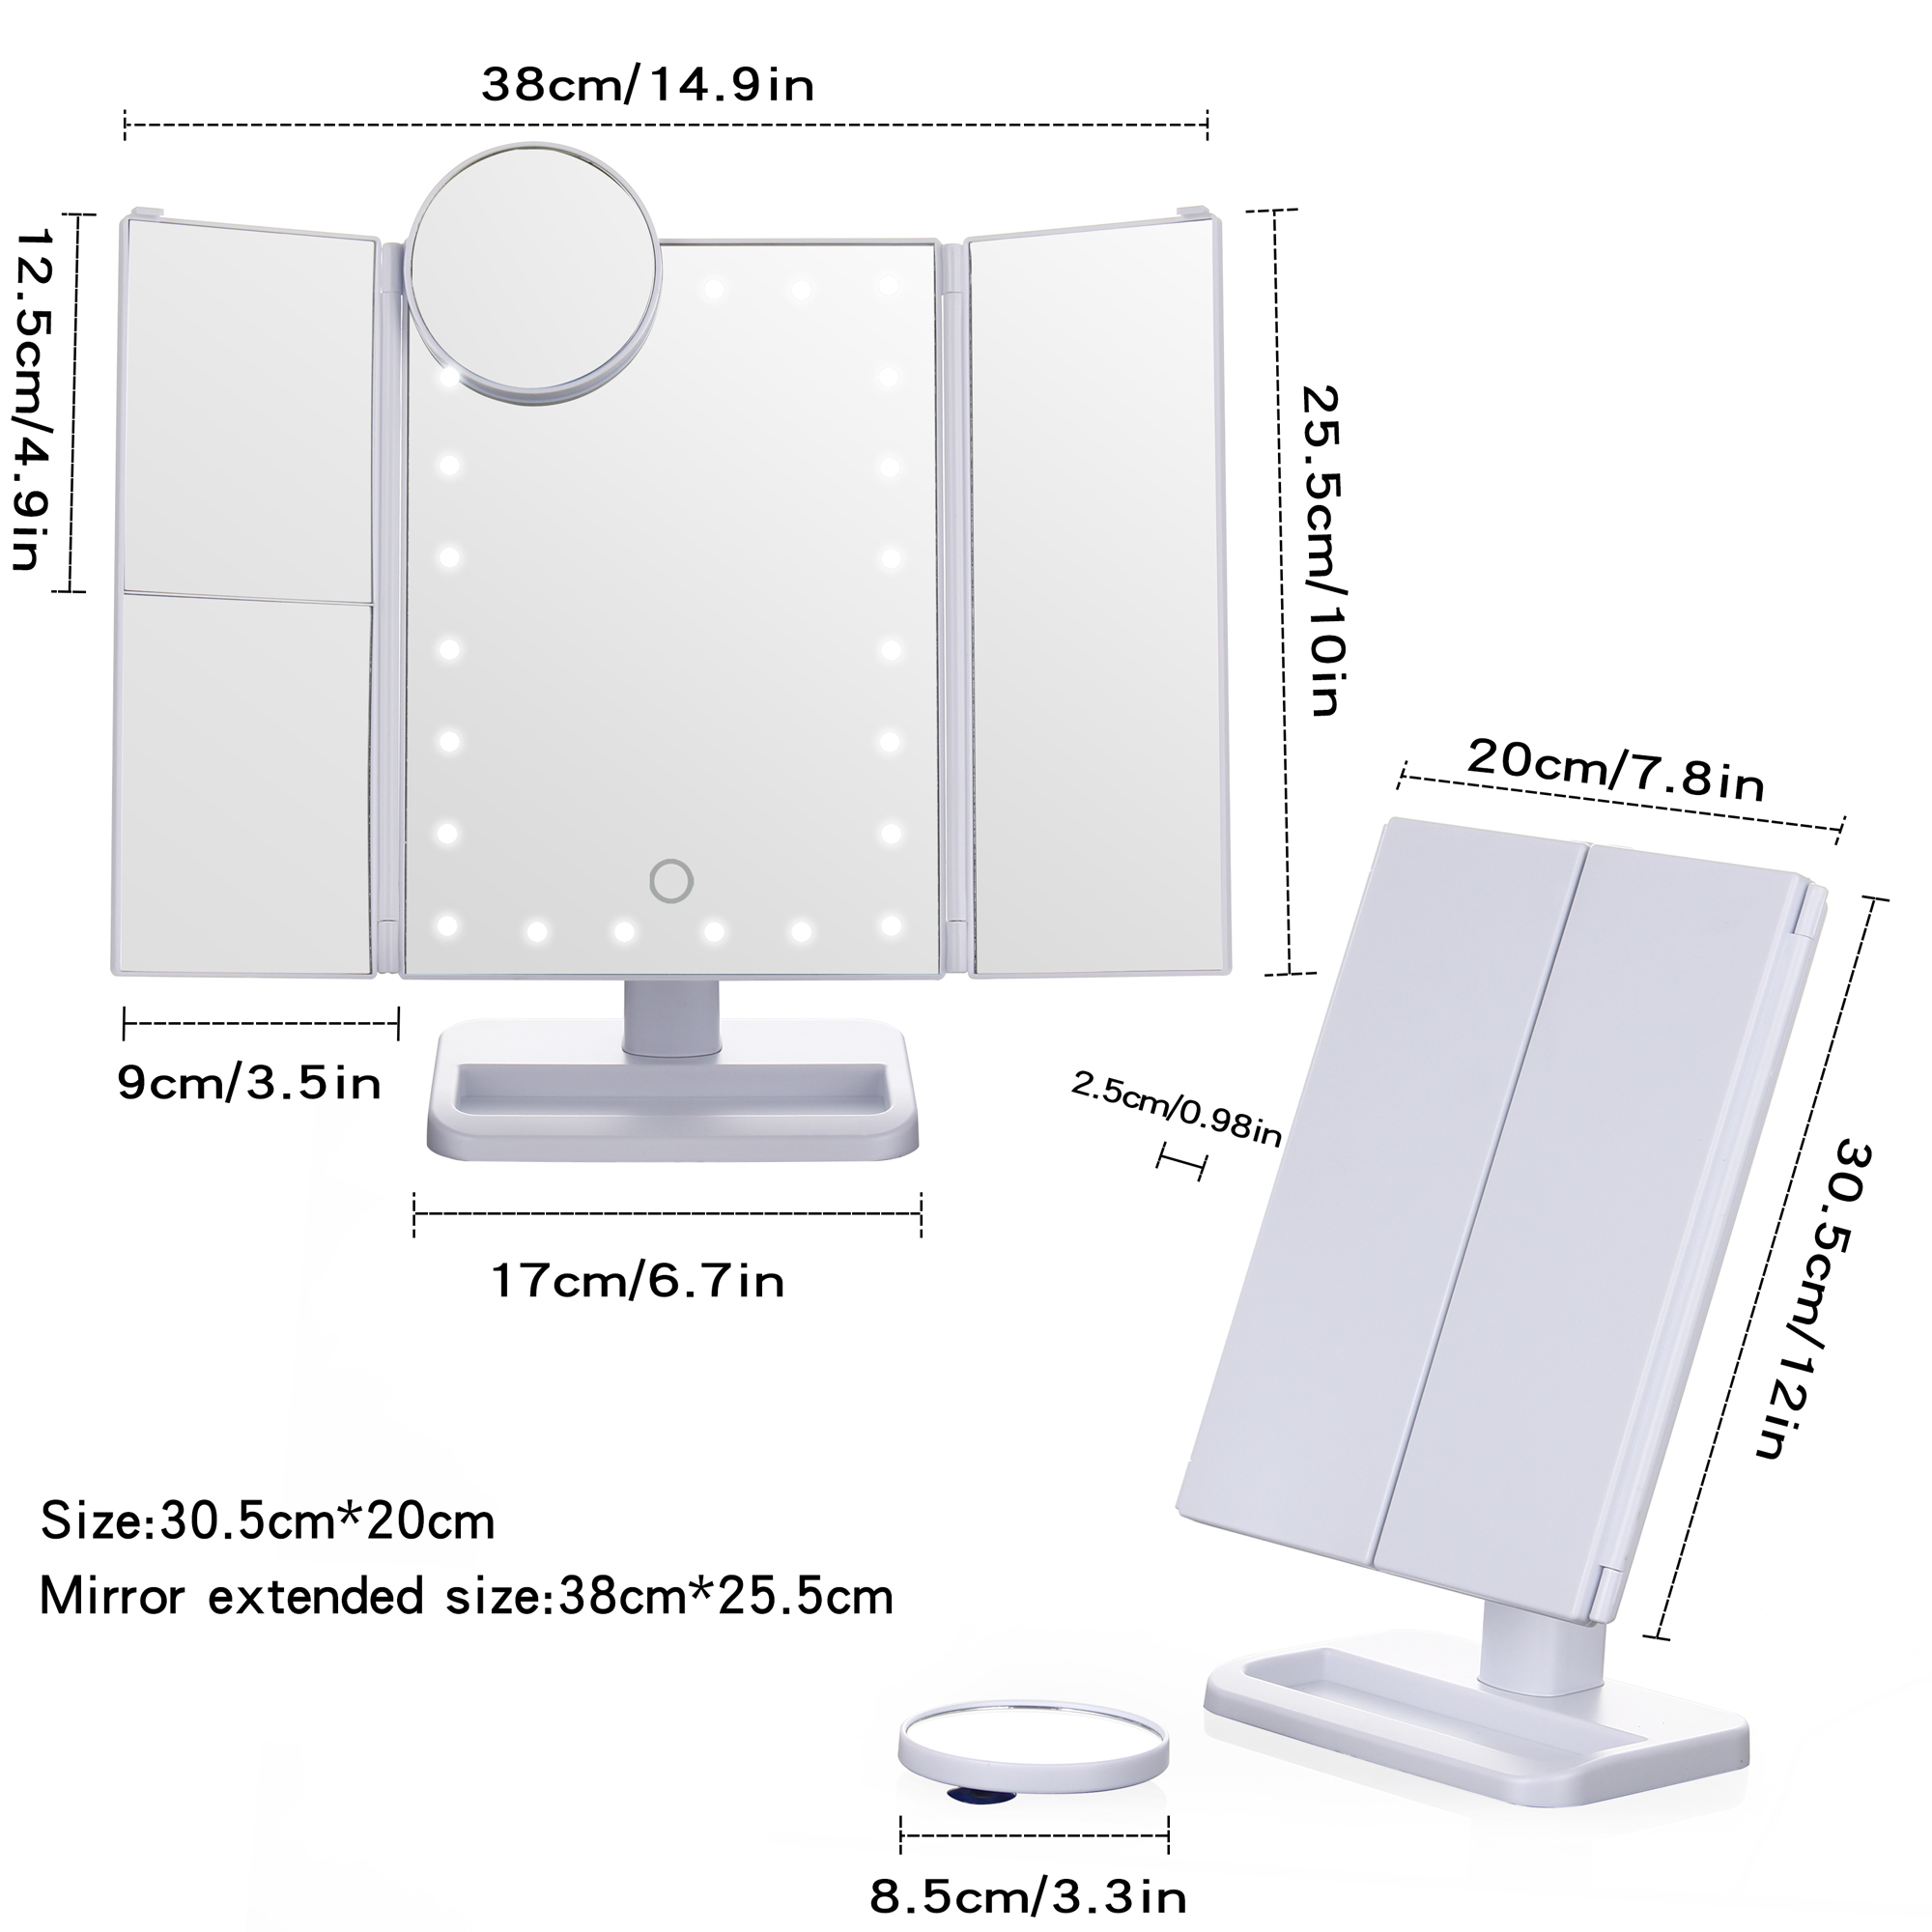 38cm/14.9in
12.5cm/4.9in
25.5cm/10in
20cm/7.8in
9cm/3.5in
2.5cm/0.98in
30.5cm/12in
17cm/6.7in
Size:30.5cm*20cm
Mirror extended size:38cm*25.5cm
8.5cm/3.3in